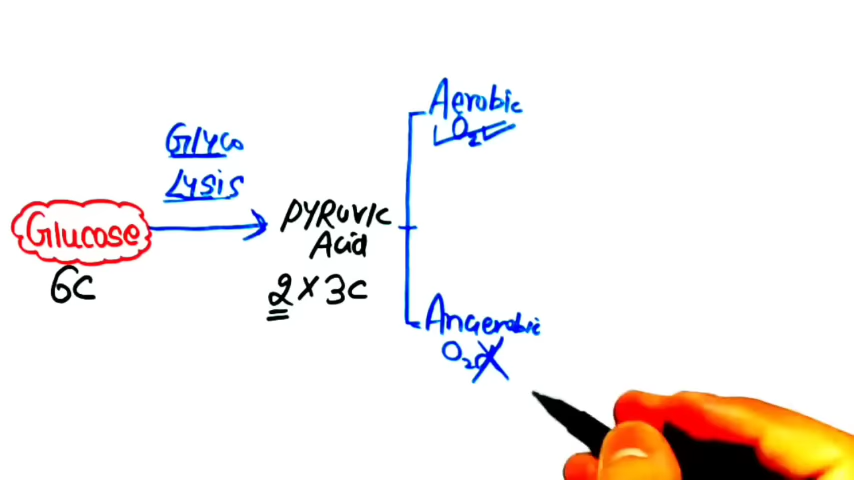 Aerobic
O₂ ✓
Glyco
Lysis
Glucose
Pyruvic
Acid
6C
2 x 3C
Anaerobic
O₂ X